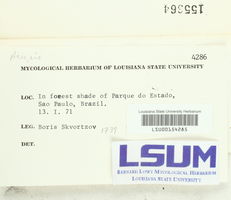 155364
4286
MYCOLOGICAL HERBARIUM OF LOUISIANA STATE UNIVERSITY
LOC. In forest shade of Parque do Estado,
Sao Paulo, Brazil.
13. I. 71
LEG. Boris Skvortzov 1739
DET.
Louisiana State University Herbarium
LSUM
BERNARD LOWY MYCOLOGICAL HERBARIUM
LOUISIANA STATE UNIVERSITY